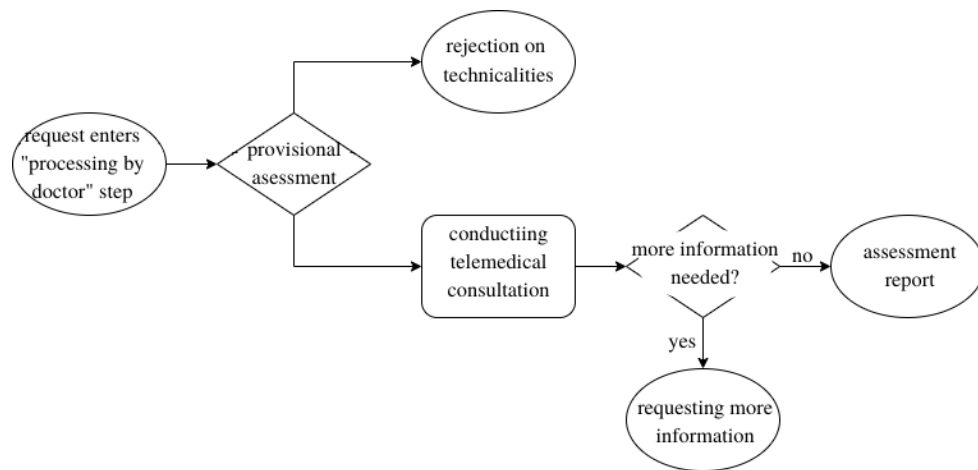 rejection on
technicalities
request enters
"processing by
doctor" step
provisional
asessment
conductiing
telemedical
consultation
more information
needed?
no
assessment
report
yes
requesting more
information